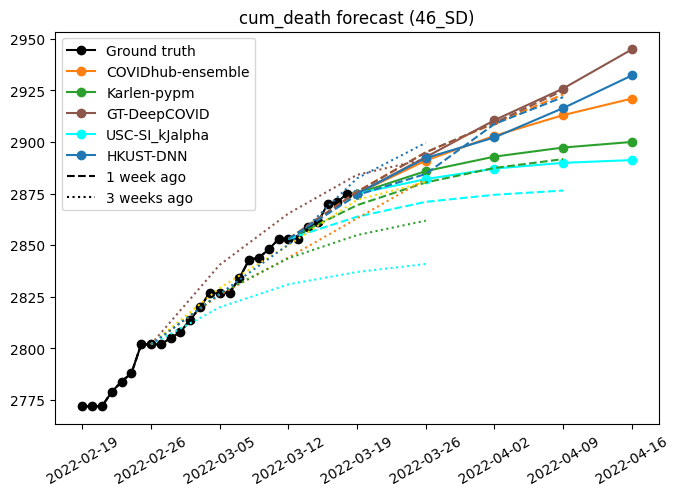 cum_death forecast (46_SD)
2950
2925
2900
2875
2850
2825
2800
2775
Ground truth
COVIDhub-ensemble
Karlen-pypm
GT-DeepCOVID
USC-SI_kJalpha
HKUST-DNN
1 week ago
3 weeks ago
2022-02-19
2022-02-26
2022-03-05
2022-03-12
2022-03-19
2022-03-26
2022-04-02
2022-04-09
2022-04-16